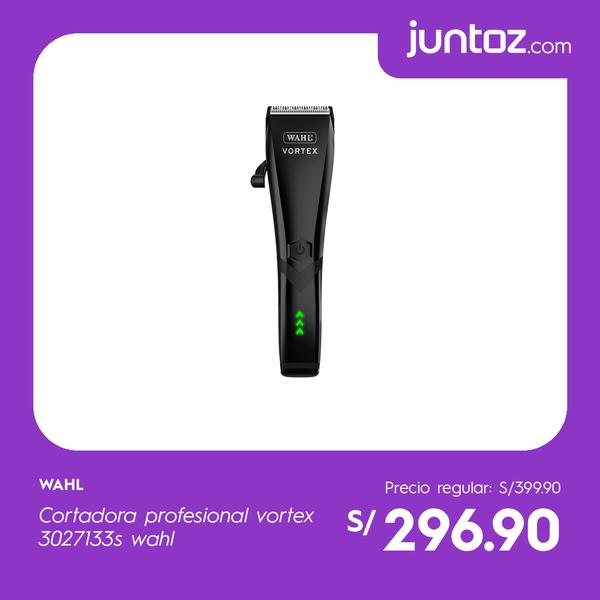 juntoz.com
WAHL
VORTEX
WAHL
Cortadora profesional vortex
3027133s wahl
Precio regular: S/399.90
S/ 296.90